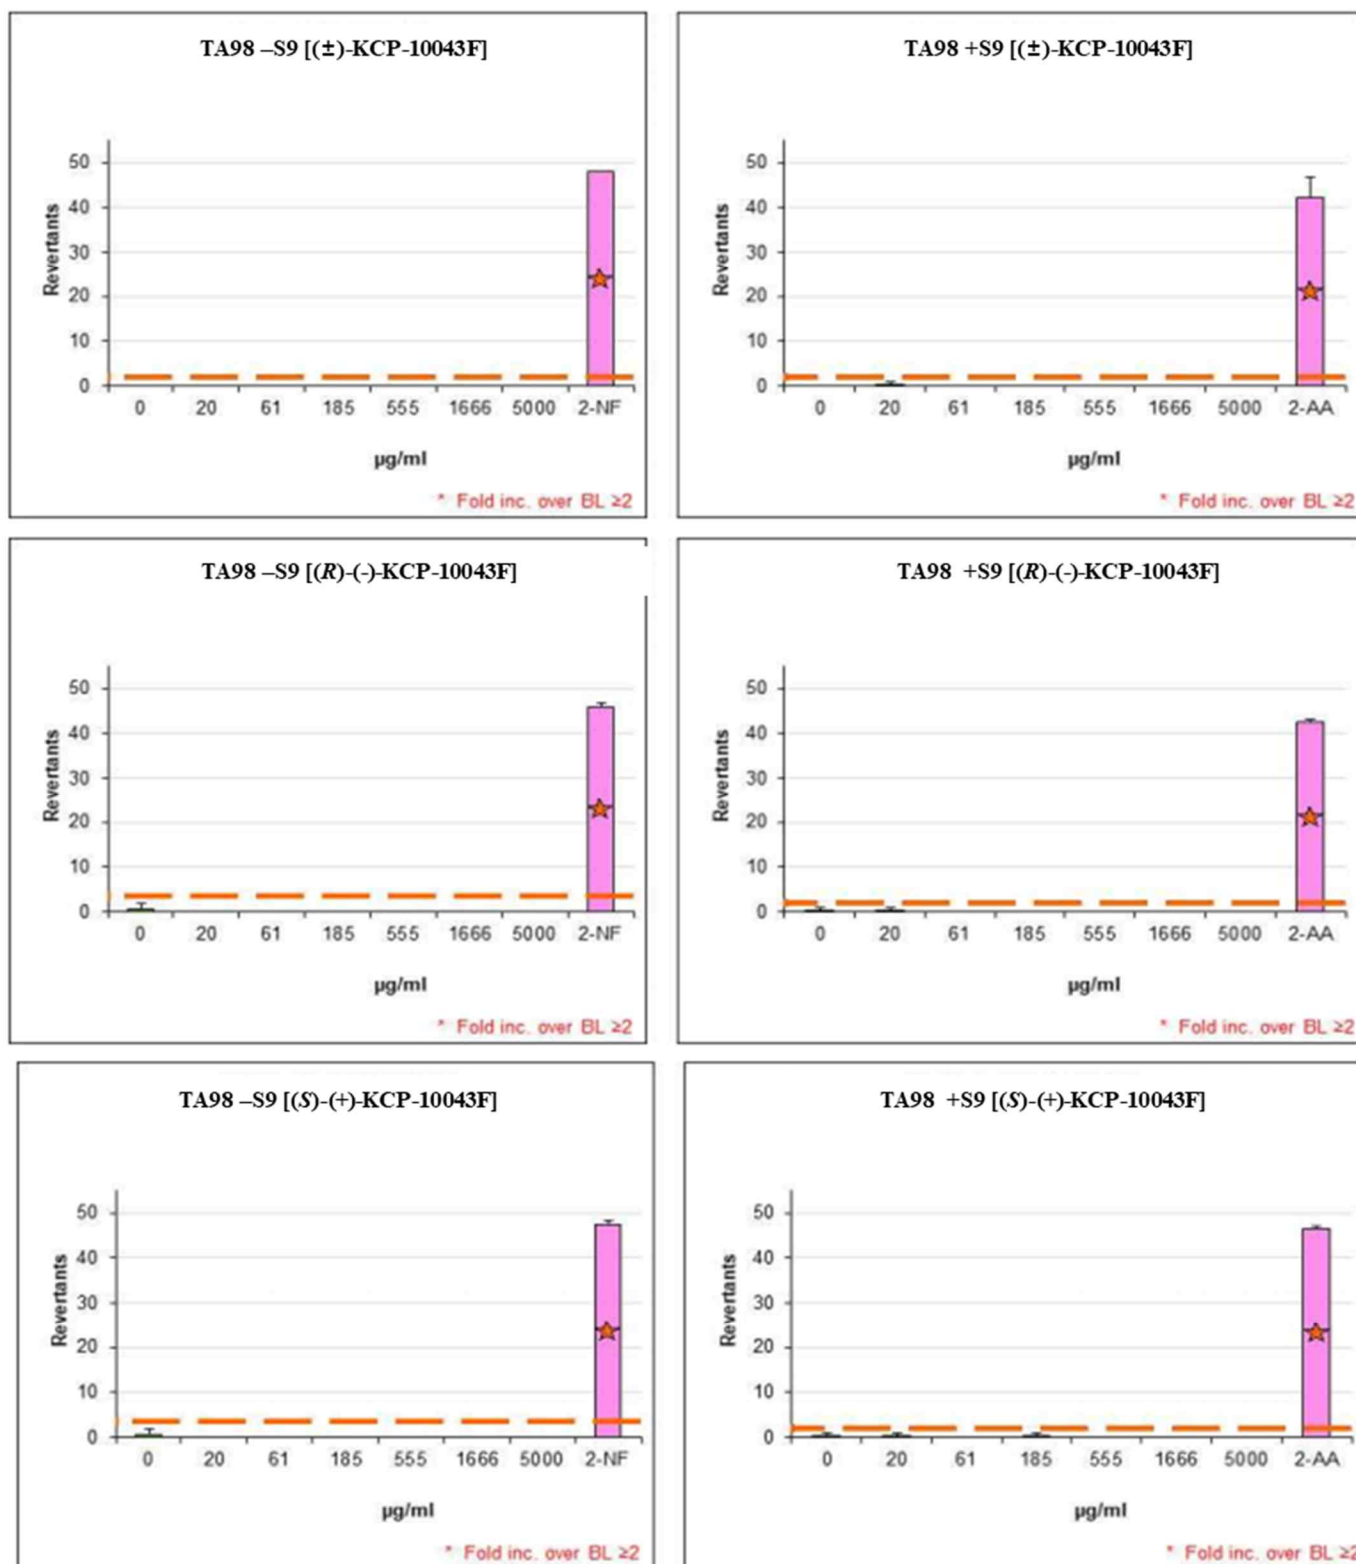 TA98 –S9 [(±)-KCP-10043F]
50
40
30
20
10
0
Revertants
0 20 61 185 555 1666 5000 2-NF
µg/ml
* Fold inc. over BL ≥2
TA98 +S9 [(±)-KCP-10043F]
50
40
30
20
10
0
Revertants
0 20 61 185 555 1666 5000 2-AA
µg/ml
* Fold inc. over BL ≥2
TA98 –S9 [(R)-(-)-KCP-10043F]
50
40
30
20
10
0
Revertants
0 20 61 185 555 1666 5000 2-NF
µg/ml
* Fold inc. over BL ≥2
TA98 +S9 [(R)-(-)-KCP-10043F]
50
40
30
20
10
0
Revertants
0 20 61 185 555 1666 5000 2-AA
µg/ml
* Fold inc. over BL ≥2
TA98 –S9 [(S)-(+)-KCP-10043F]
50
40
30
20
10
0
Revertants
0 20 61 185 555 1666 5000 2-NF
µg/ml
* Fold inc. over BL ≥2
TA98 +S9 [(S)-(+)-KCP-10043F]
50
40
30
20
10
0
Revertants
0 20 61 185 555 1666 5000 2-AA
µg/ml
* Fold inc. over BL ≥2